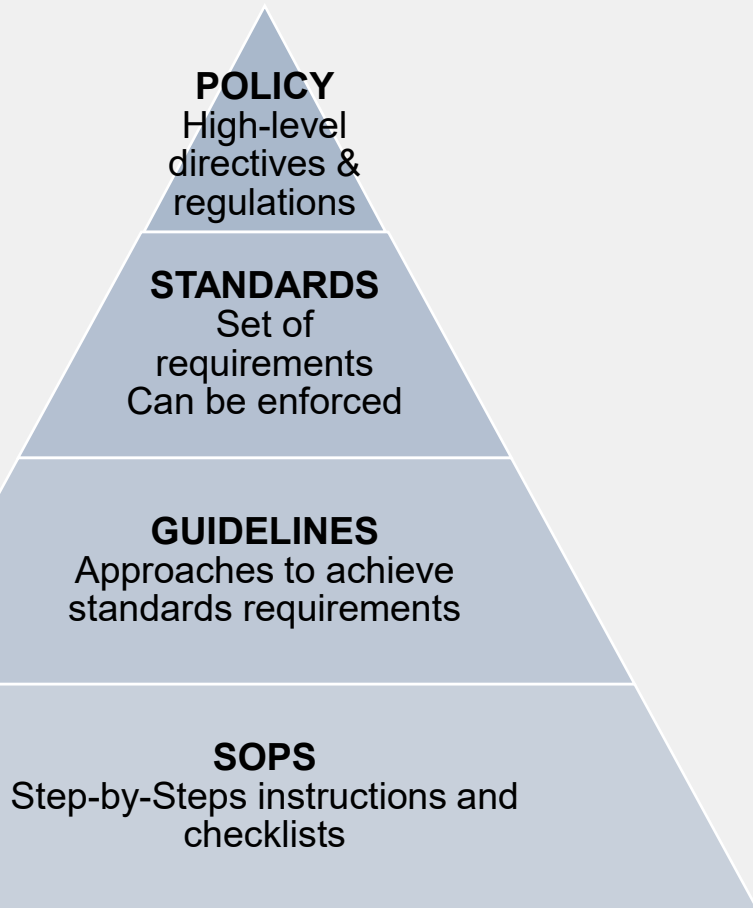 POLICY
High-level
directives &
regulations
STANDARDS
Set of
requirements
Can be enforced
GUIDELINES
Approaches to achieve
standards requirements
SOPS
Step-by-Steps instructions and
checklists